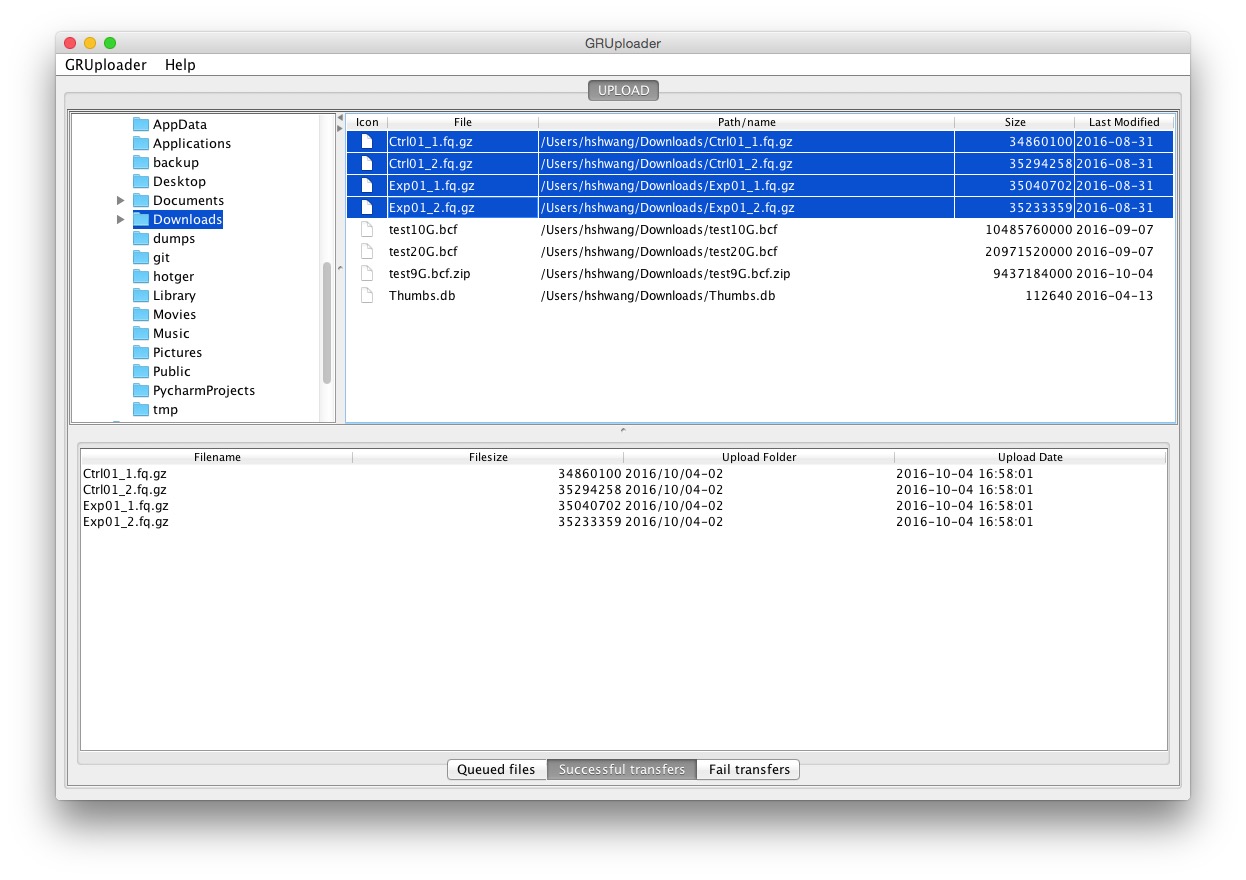 GRUploader
GRUploader Help
UPLOAD
AppData
Applications
backup
Desktop
Documents
Downloads
dumps
git
hotger
Library
Movies
Music
Pictures
Public
PycharmProjects
tmp
Icon File Path/name Size Last Modified
Ctrl01_1.fq.gz /Users/hshwang/Downloads/Ctrl01_1.fq.gz 34860100 2016-08-31
Ctrl01_2.fq.gz /Users/hshwang/Downloads/Ctrl01_2.fq.gz 35294258 2016-08-31
Exp01_1.fq.gz /Users/hshwang/Downloads/Exp01_1.fq.gz 35040702 2016-08-31
Exp01_2.fq.gz /Users/hshwang/Downloads/Exp01_2.fq.gz 35233359 2016-08-31
test10G.bcf /Users/hshwang/Downloads/test10G.bcf 10485760000 2016-09-07
test20G.bcf /Users/hshwang/Downloads/test20G.bcf 20971520000 2016-09-07
test9G.bcf.zip /Users/hshwang/Downloads/test9G.bcf.zip 9437184000 2016-10-04
Thumbs.db /Users/hshwang/Downloads/Thumbs.db 112640 2016-04-13
Filename Filesize Upload Folder Upload Date
Ctrl01_1.fq.gz 34860100 2016/10/04-02 2016-10-04 16:58:01
Ctrl01_2.fq.gz 35294258 2016/10/04-02 2016-10-04 16:58:01
Exp01_1.fq.gz 35040702 2016/10/04-02 2016-10-04 16:58:01
Exp01_2.fq.gz 35233359 2016/10/04-02 2016-10-04 16:58:01
Queued files Successful transfers Fail transfers